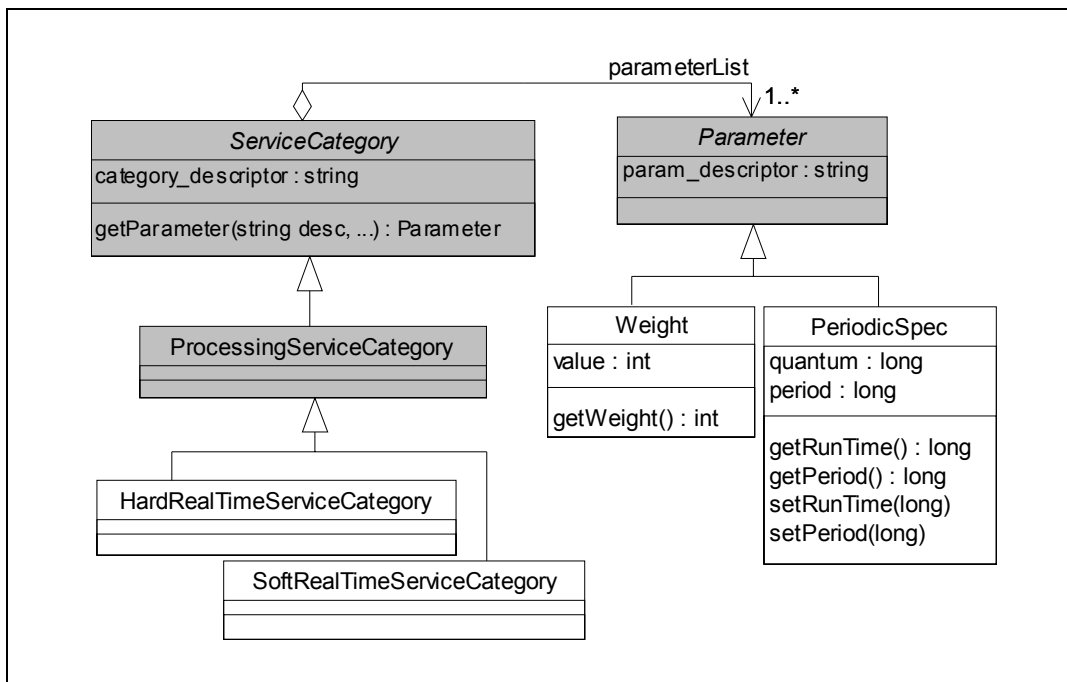 parameterList
1..*
ServiceCategory
category_descriptor : string
getParameter(string desc, ...) : Parameter
Parameter
param_descriptor : string
ProcessingServiceCategory
Weight
value : int
getWeight() : int
PeriodicSpec
quantum : long
period : long
getRunTime() : long
getPeriod() : long
setRunTime(long)
setPeriod(long)
HardRealTimeServiceCategory
SoftRealTimeServiceCategory